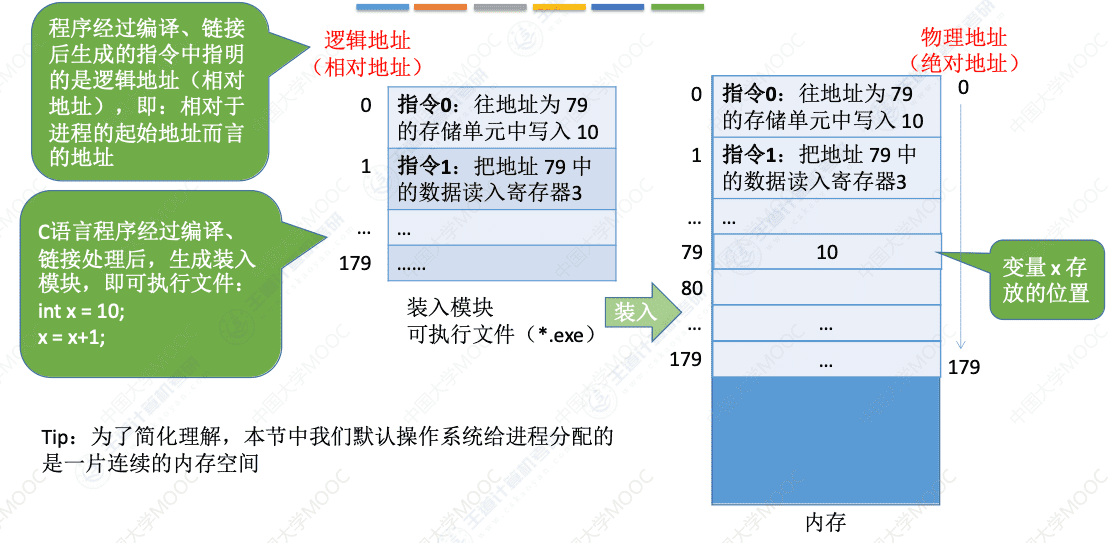 程序经过编译、链接
后生成的指令中指明
的是逻辑地址（相对
地址），即：相对于
进程的起始地址而言
的地址
C语言程序经过编译、
链接处理后，生成装入
模块，即可执行文件：
int x = 10;
x = x+1;
逻辑地址
（相对地址）
0
指令0：往地址为 79
的存储单元中写入 10
1
指令1：把地址 79 中
的数据读入寄存器3
...
...
179
......
装入模块
可执行文件（*.exe）
装入
物理地址
（绝对地址）
0
指令0：往地址为 79
的存储单元中写入 10
1
指令1：把地址 79 中
的数据读入寄存器3
...
...
79
10
80
...
...
179
...
0
179
变量 x 存
放的位置
内存
Tip：为了简化理解，本节中我们默认操作系统给进程分配的
是一片连续的内存空间
中国大学MOOC
王道计算机考研